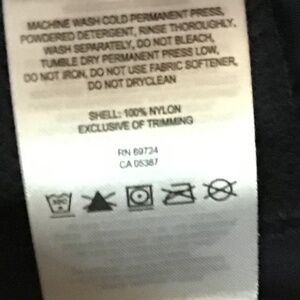 MACHINE WASH COLD PERMANENT PRESS,
POWDERED DETERGENT, RINSE THOROUGHLY,
WASH SEPARATELY, DO NOT BLEACH,
TUMBLE DRY PERMANENT PRESS LOW,
DO NOT IRON, DO NOT USE FABRIC SOFTENER,
DO NOT DRYCLEAN
SHELL: 100% NYLON
EXCLUSIVE OF TRIMMING
RN 69724
CA 05387